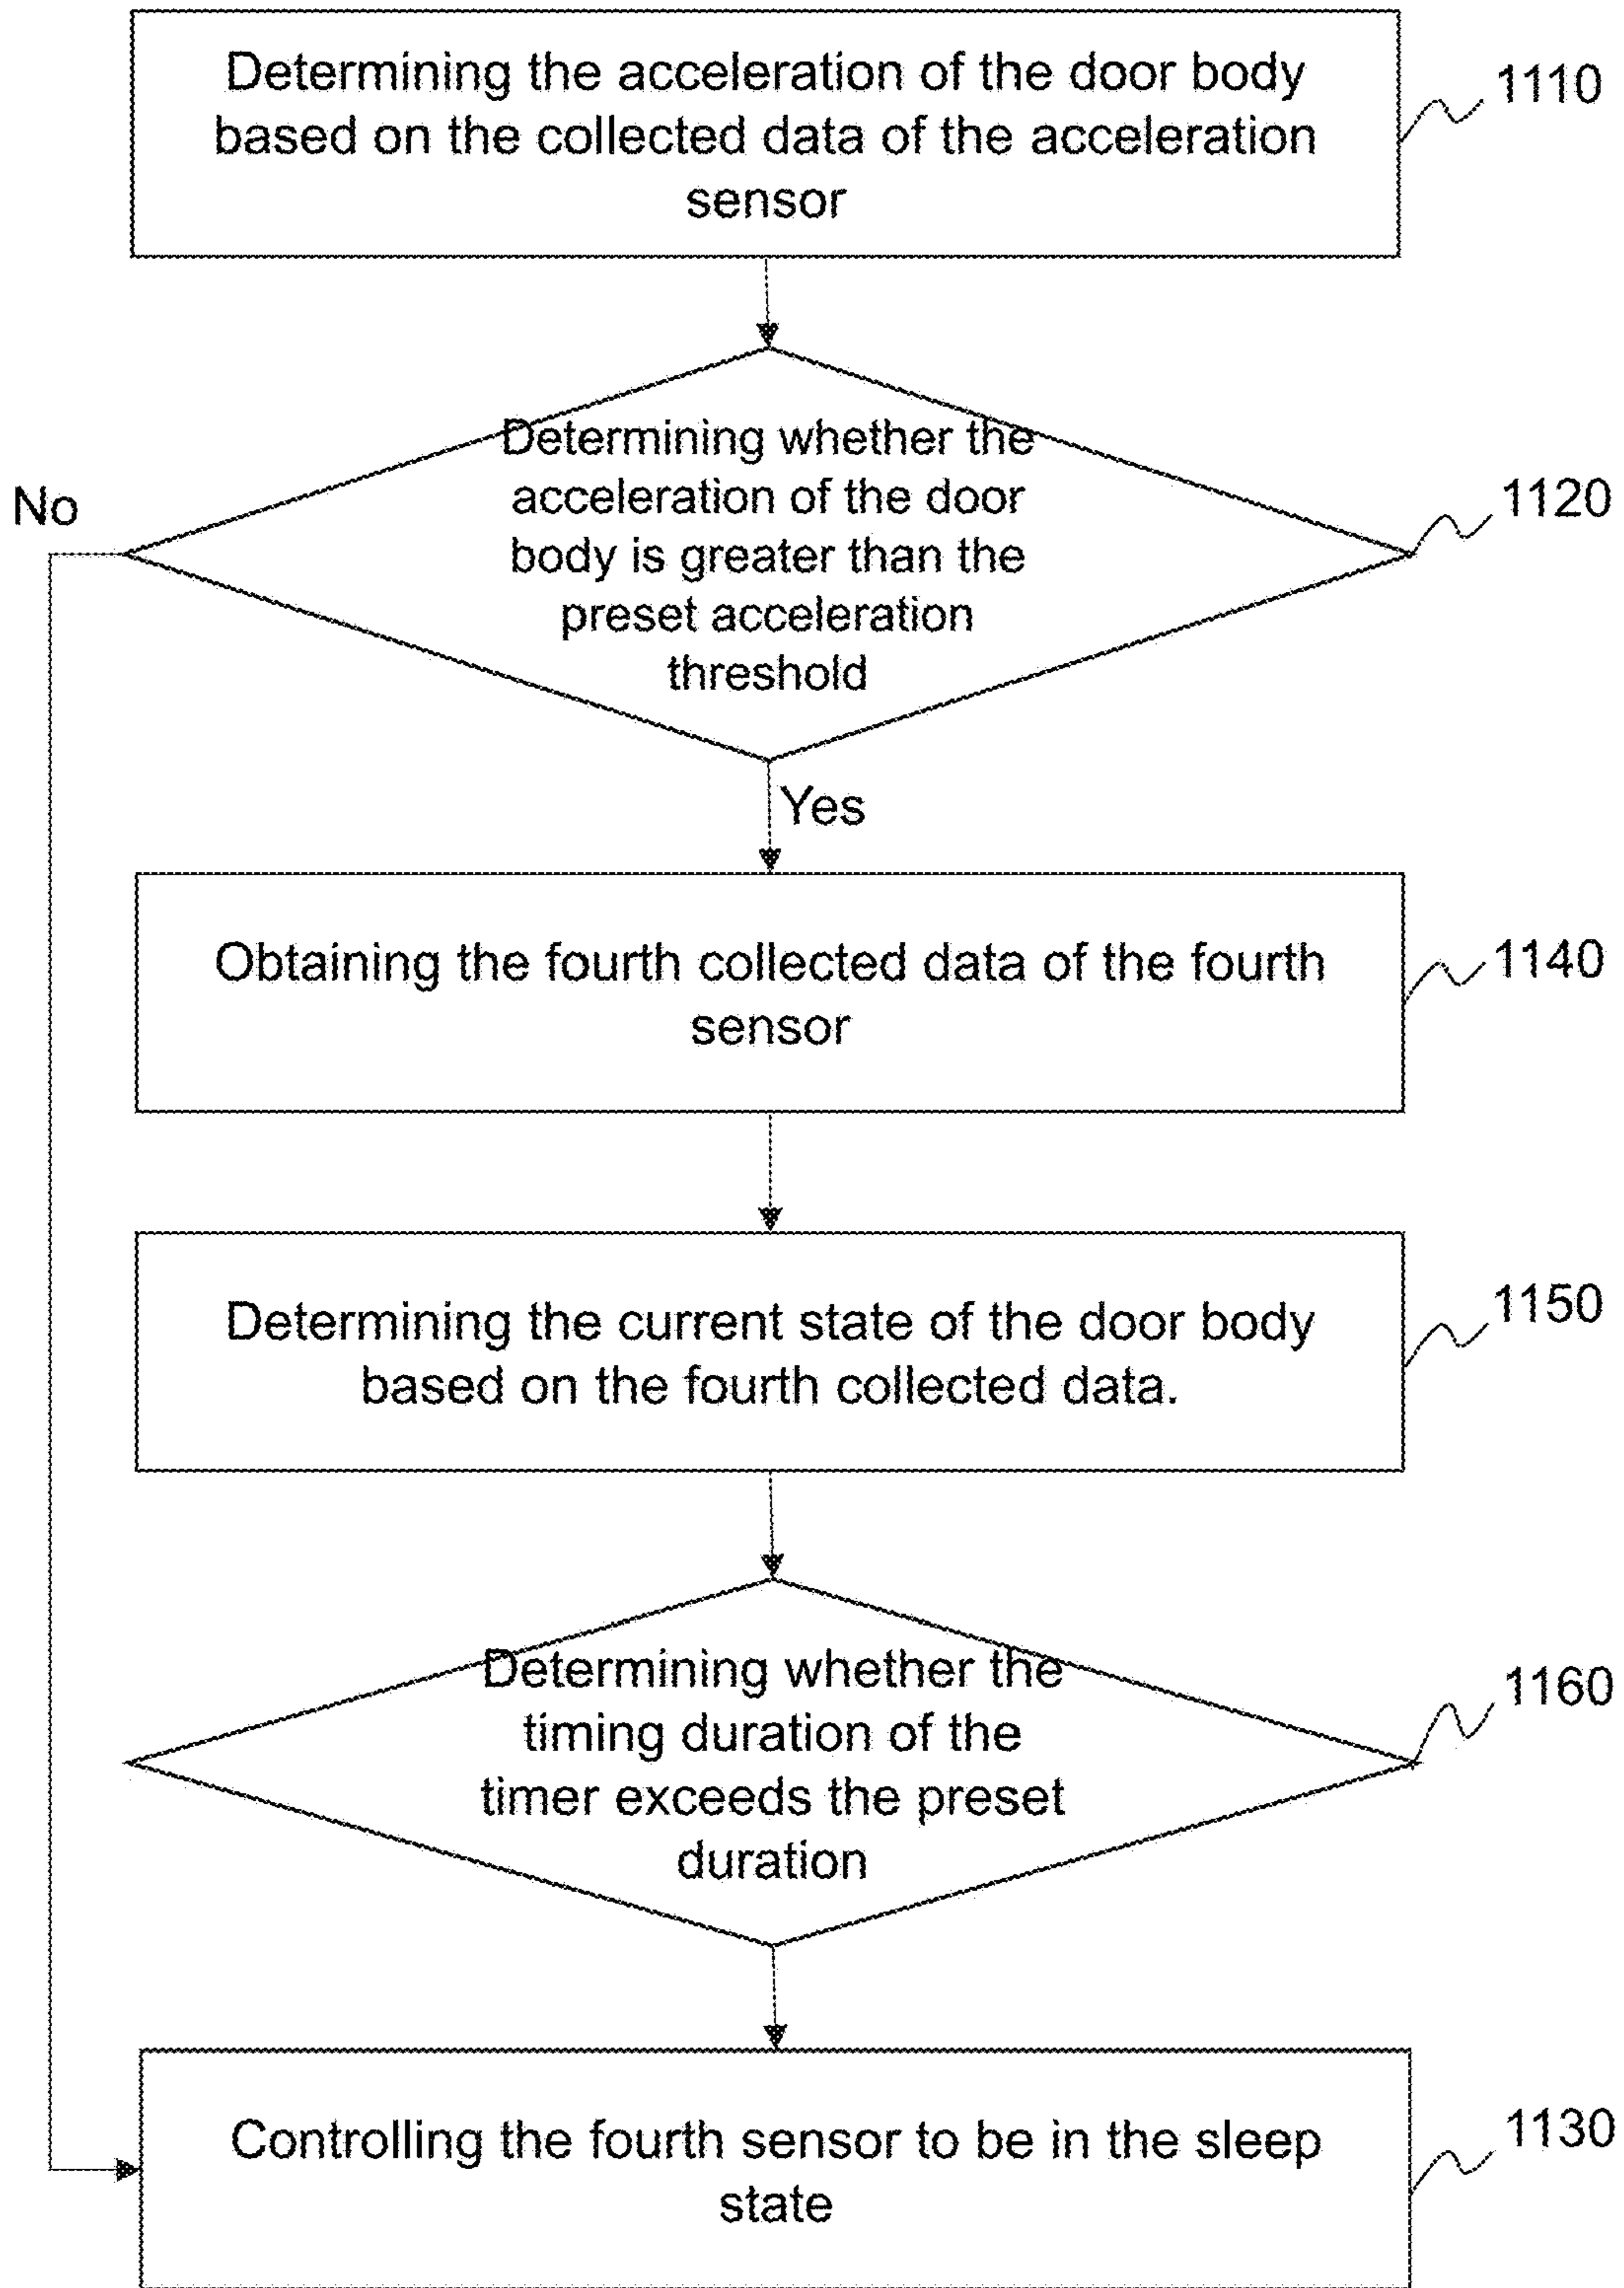 Determining the acceleration of the door body
based on the collected data of the acceleration
sensor
1110
Determining whether the
acceleration of the door
body is greater than the
preset acceleration
threshold
1120
No
Yes
Obtaining the fourth collected data of the fourth
sensor
1140
Determining the current state of the door body
based on the fourth collected data.
1150
Determining whether the
timing duration of the
timer exceeds the preset
duration
1160
Controlling the fourth sensor to be in the sleep
state
1130